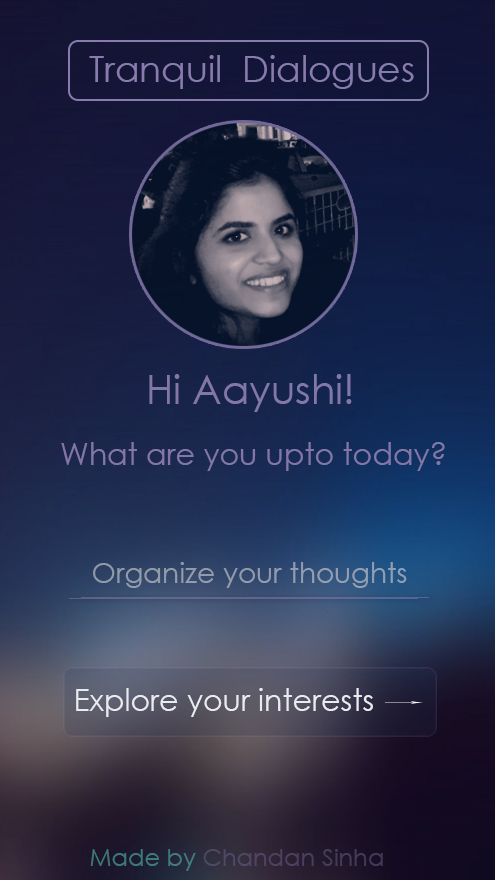 Tranquil Dialogues
Hi Aayushi!
What are you upto today?
Organize your thoughts
Explore your interests
Made by Chandan Sinha